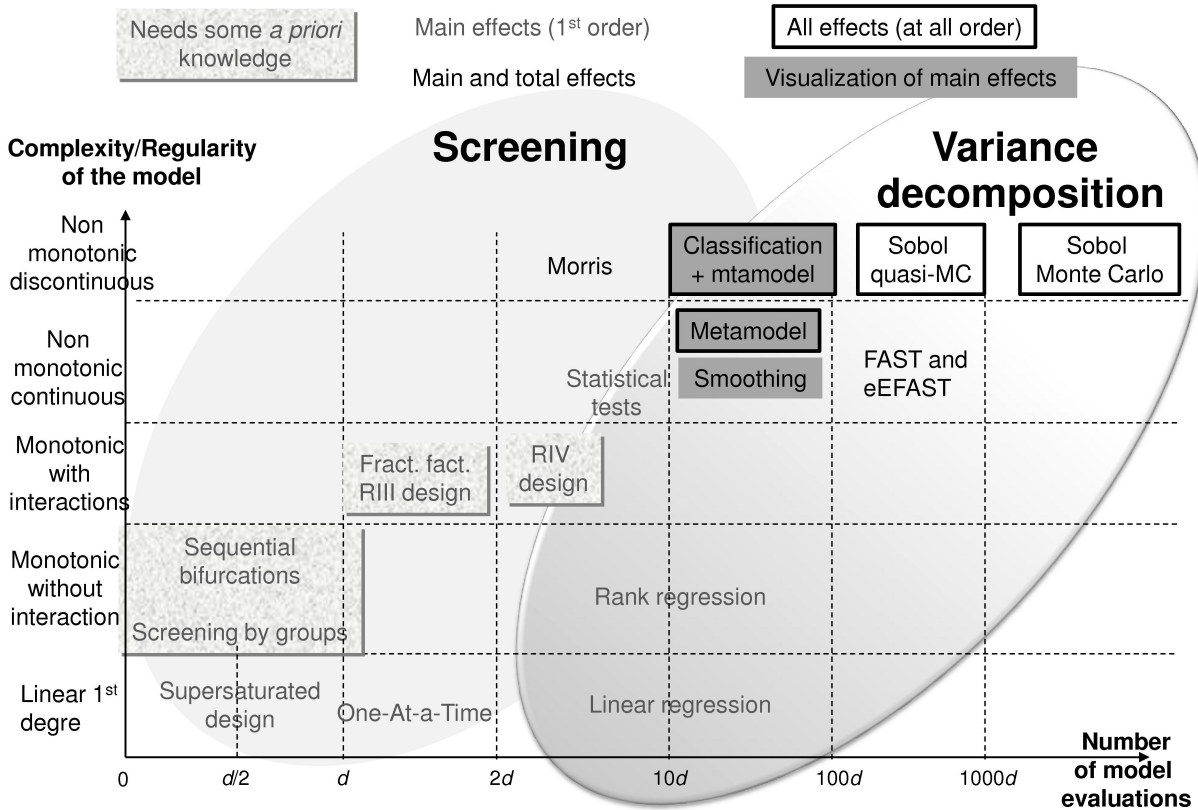 Needs some a priori
knowledge
Main effects (1st order)
All effects (at all order)
Main and total effects
Visualization of main effects
Screening
Variance
decomposition
Complexity/Regularity
of the model
Non
monotonic
discontinuous
Morris
Classification
+ mtamodel
Sobol
quasi-MC
Sobol
Monte Carlo
Non
monotonic
continuous
Statistical
tests
Metamodel
Smoothing
FAST and
eEFAST
Monotonic
with
interactions
Fract. fact.
RIII design
RIV
design
Monotonic
without
interaction
Sequential
bifurcations
Screening by groups
Rank regression
Linear 1st
degre
Supersaturated
design
One-At-a-Time
Linear regression
0
d/2
d
2d
10d
100d
1000d
Number
of model
evaluations